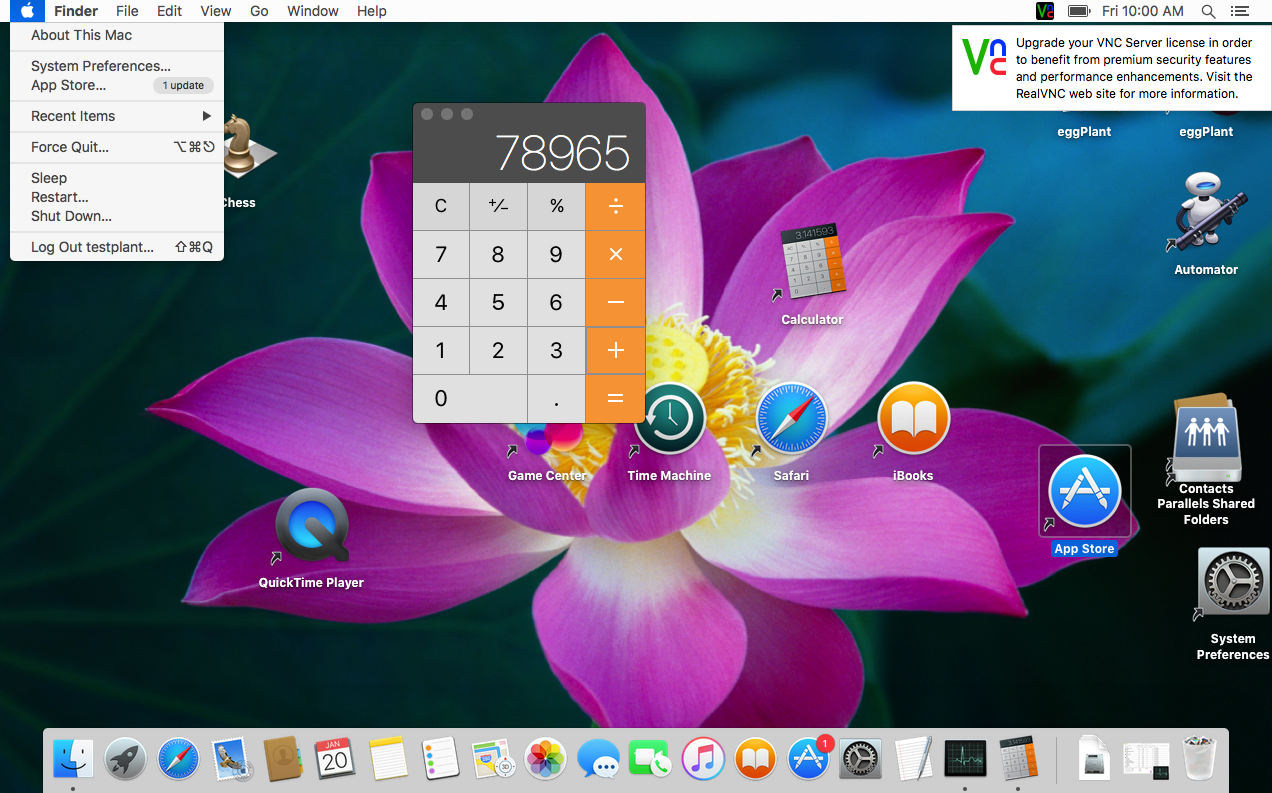 Finder File Edit View Go Window Help Fri 10:00 AM
About This Mac
System Preferences...
App Store... 1 update
Recent Items
Force Quit... ⌥⌘⎋
Sleep
Restart...
Shut Down...
Log Out testplant... ⇧⌘Q
Upgrade your VNC Server license in order
to benefit from premium security features
and performance enhancements. Visit the
RealVNC web site for more information.
eggPlant eggPlant
Chess
78965
C +/− % ÷
7 8 9 ×
4 5 6 −
1 2 3 +
0 . =
3.141593
Calculator
Automator
Game Center
Time Machine
Safari
iBooks
Contacts
Parallels Shared
Folders
App Store
QuickTime Player
System
Preferences
JAN
20
3D
1